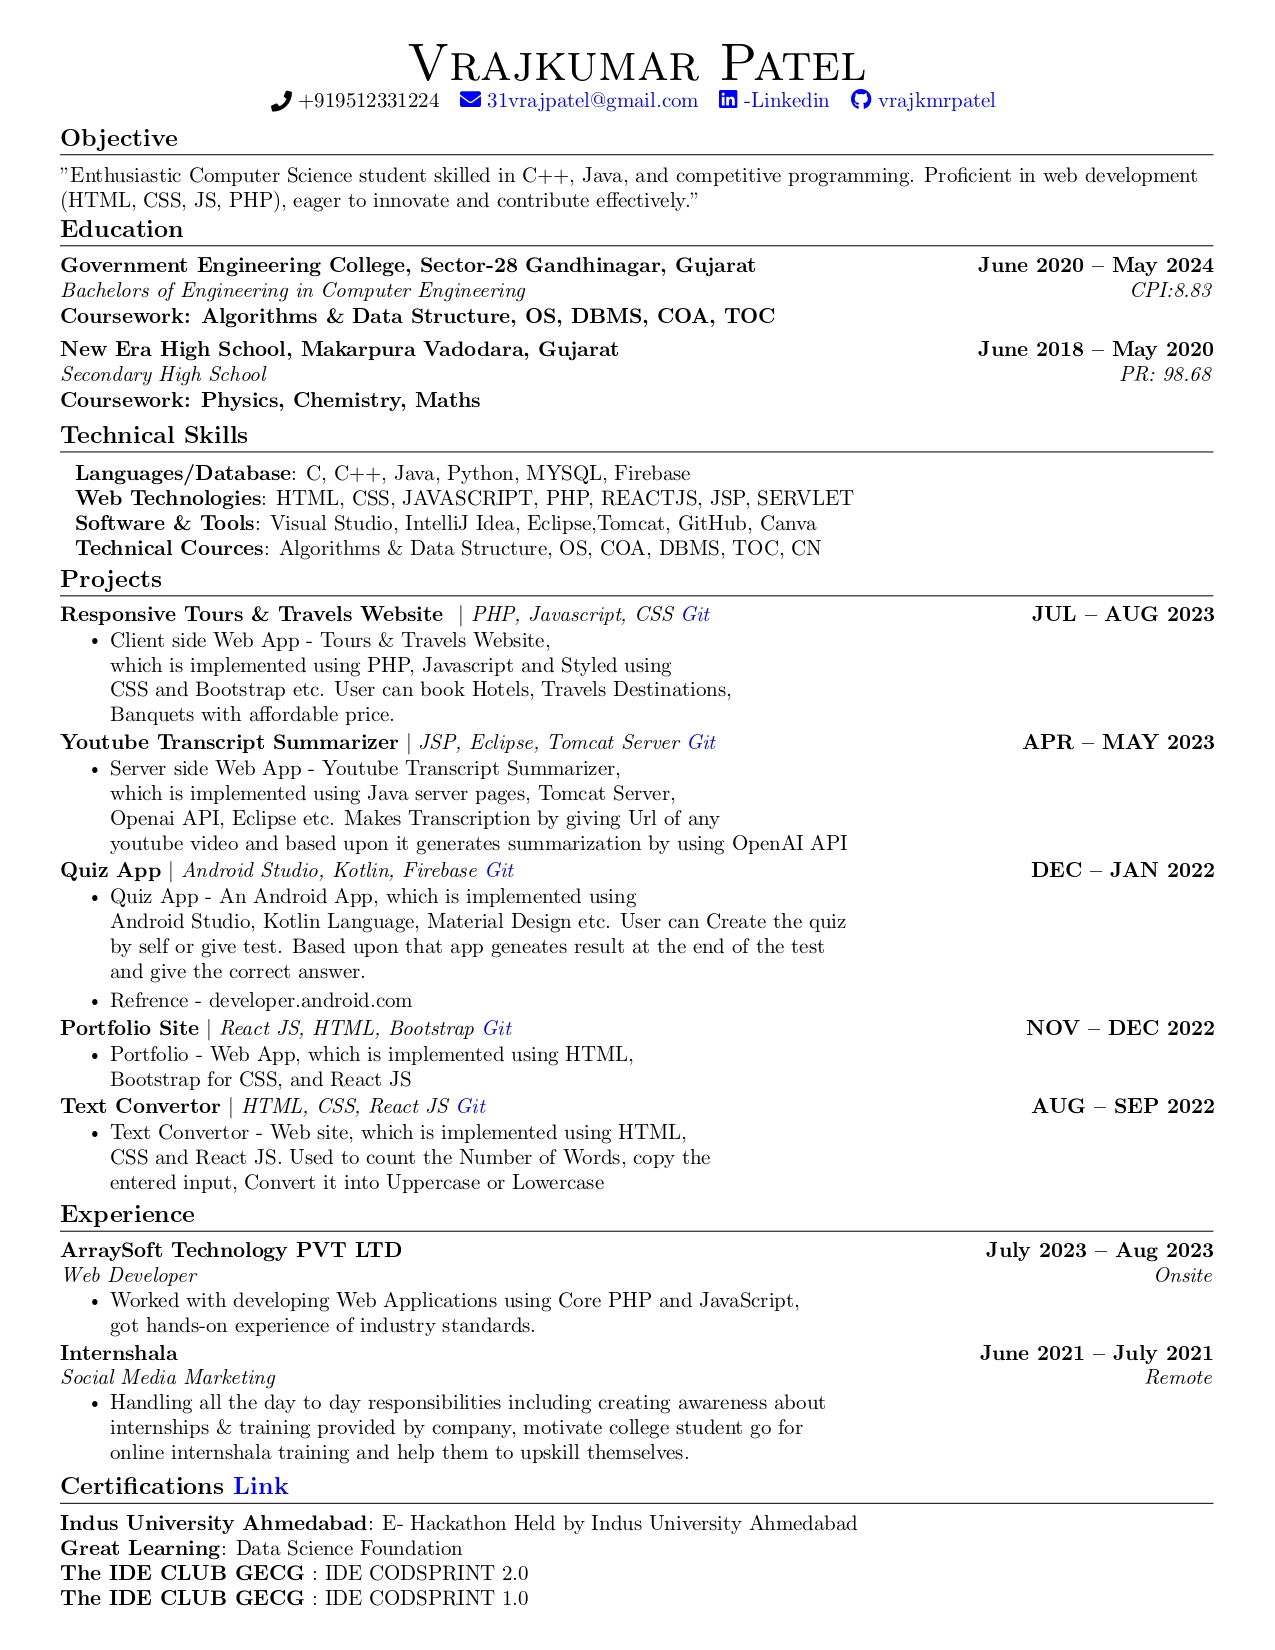 Vrajkumar Patel
+919512331224 31vrajpatel@gmail.com -Linkedin vrajkmrpatel
Objective
”Enthusiastic Computer Science student skilled in C++, Java, and competitive programming. Proficient in web development
(HTML, CSS, JS, PHP), eager to innovate and contribute effectively.”
Education
Government Engineering College, Sector-28 Gandhinagar, Gujarat June 2020 – May 2024
Bachelors of Engineering in Computer Engineering CPI:8.83
Coursework: Algorithms & Data Structure, OS, DBMS, COA, TOC
New Era High School, Makarpura Vadodara, Gujarat June 2018 – May 2020
Secondary High School PR: 98.68
Coursework: Physics, Chemistry, Maths
Technical Skills
Languages/Database: C, C++, Java, Python, MYSQL, Firebase
Web Technologies: HTML, CSS, JAVASCRIPT, PHP, REACTJS, JSP, SERVLET
Software & Tools: Visual Studio, IntelliJ Idea, Eclipse,Tomcat, GitHub, Canva
Technical Cources: Algorithms & Data Structure, OS, COA, DBMS, TOC, CN
Projects
Responsive Tours & Travels Website | PHP, Javascript, CSS Git JUL – AUG 2023
• Client side Web App - Tours & Travels Website,
which is implemented using PHP, Javascript and Styled using
CSS and Bootstrap etc. User can book Hotels, Travels Destinations,
Banquets with affordable price.
Youtube Transcript Summarizer | JSP, Eclipse, Tomcat Server Git APR – MAY 2023
• Server side Web App - Youtube Transcript Summarizer,
which is implemented using Java server pages, Tomcat Server,
Openai API, Eclipse etc. Makes Transcription by giving Url of any
youtube video and based upon it generates summarization by using OpenAI API
Quiz App | Android Studio, Kotlin, Firebase Git DEC – JAN 2022
• Quiz App - An Android App, which is implemented using
Android Studio, Kotlin Language, Material Design etc. User can Create the quiz
by self or give test. Based upon that app geneates result at the end of the test
and give the correct answer.
• Refrence - developer.android.com
Portfolio Site | React JS, HTML, Bootstrap Git NOV – DEC 2022
• Portfolio - Web App, which is implemented using HTML,
Bootstrap for CSS, and React JS
Text Convertor | HTML, CSS, React JS Git AUG – SEP 2022
• Text Convertor - Web site, which is implemented using HTML,
CSS and React JS. Used to count the Number of Words, copy the
entered input, Convert it into Uppercase or Lowercase
Experience
ArraySoft Technology PVT LTD July 2023 – Aug 2023
Web Developer Onsite
• Worked with developing Web Applications using Core PHP and JavaScript,
got hands-on experience of industry standards.
Internshala June 2021 – July 2021
Social Media Marketing Remote
• Handling all the day to day responsibilities including creating awareness about
internships & training provided by company, motivate college student go for
online internshala training and help them to upskill themselves.
Certifications Link
Indus University Ahmedabad: E- Hackathon Held by Indus University Ahmedabad
Great Learning: Data Science Foundation
The IDE CLUB GECG : IDE CODSPRINT 2.0
The IDE CLUB GECG : IDE CODSPRINT 1.0